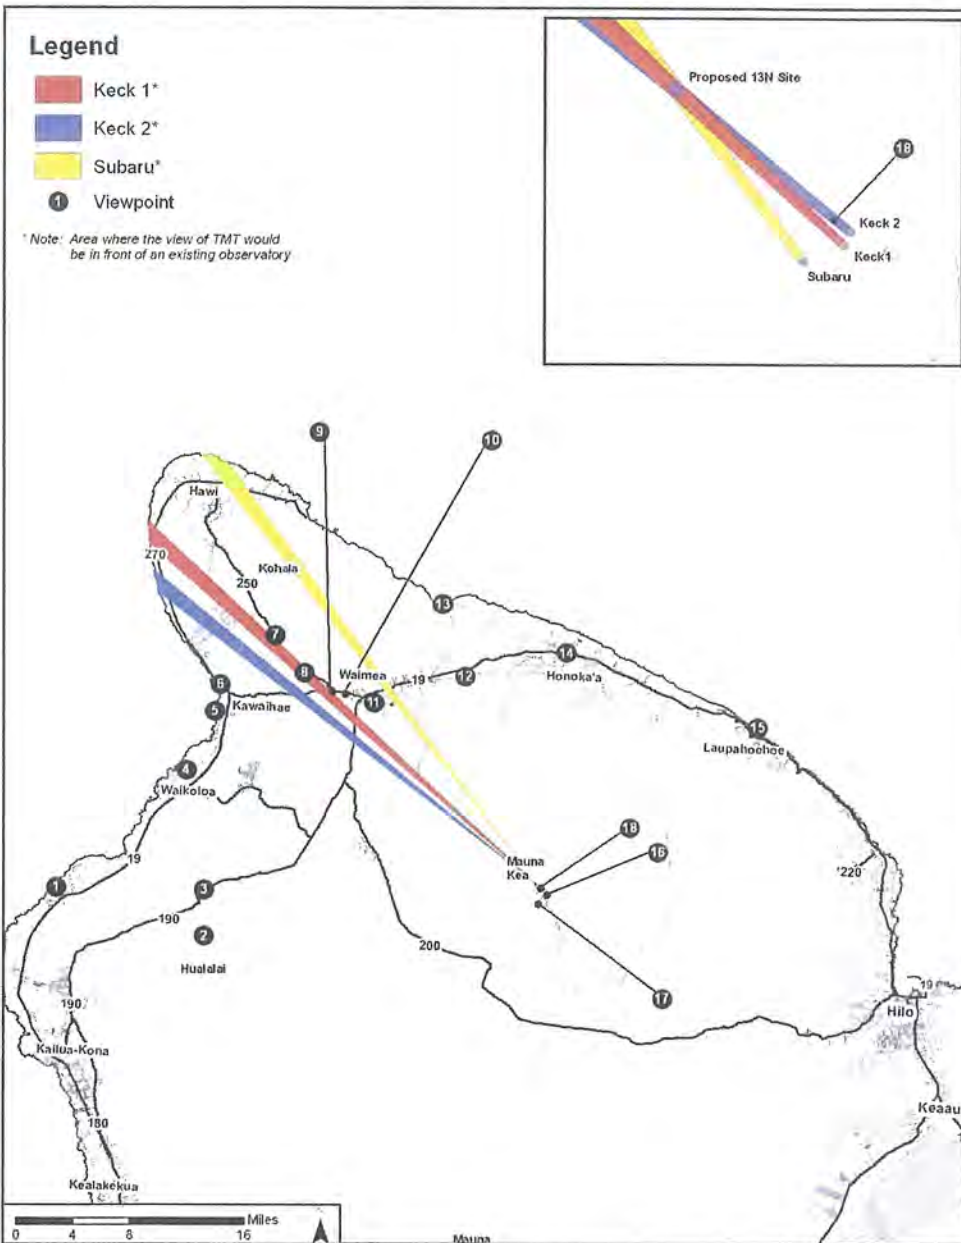 Legend
Keck 1*
Keck 2*
Subaru*
1 Viewpoint
* Note: Area where the view of TMT would
be in front of an existing observatory
Proposed 13N Site
18
Keck 2
Keck1
Subaru
9
10
Hawi
270
Kohala
250
13
7
14
8
Waimea
19
12
Honoka'a
6
11
Kawaihae
5
15
Laupahoehoe
4
Waikoloa
18
16
19
Mauna
Kea
220
1
3
190
2
200
Hualalai
17
19
190
Hilo
Kailua-Kona
Keaau
180
Kealakekua
Miles
0 4 8 16
Mauna